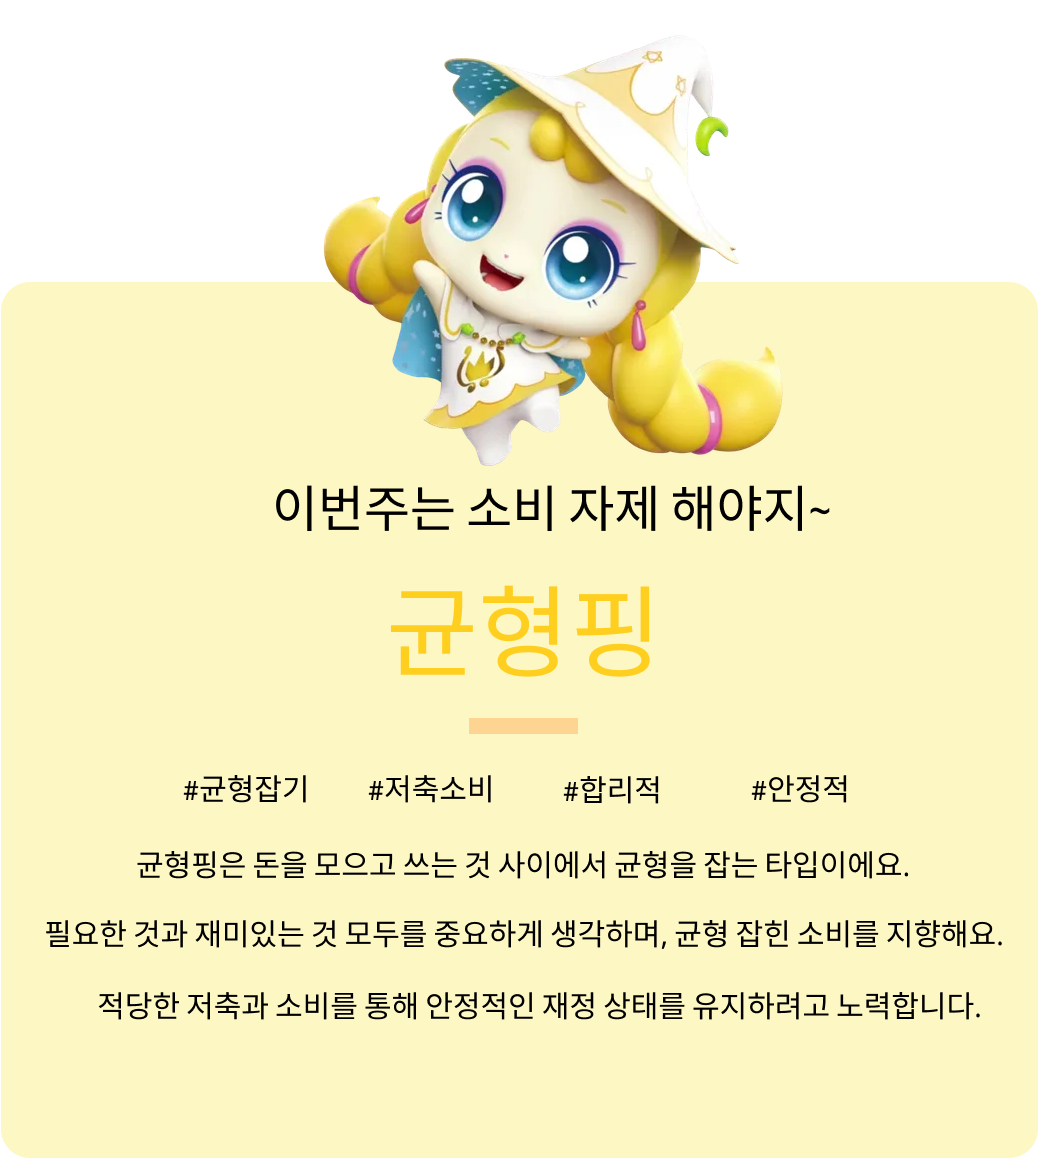 이번주는 소비 자제 해야지~
균형핑
#균형잡기 #저축소비 #합리적 #안정적
균형핑은 돈을 모으고 쓰는 것 사이에서 균형을 잡는 타입이에요.
필요한 것과 재미있는 것 모두를 중요하게 생각하며, 균형 잡힌 소비를 지향해요.
적당한 저축과 소비를 통해 안정적인 재정 상태를 유지하려고 노력합니다.